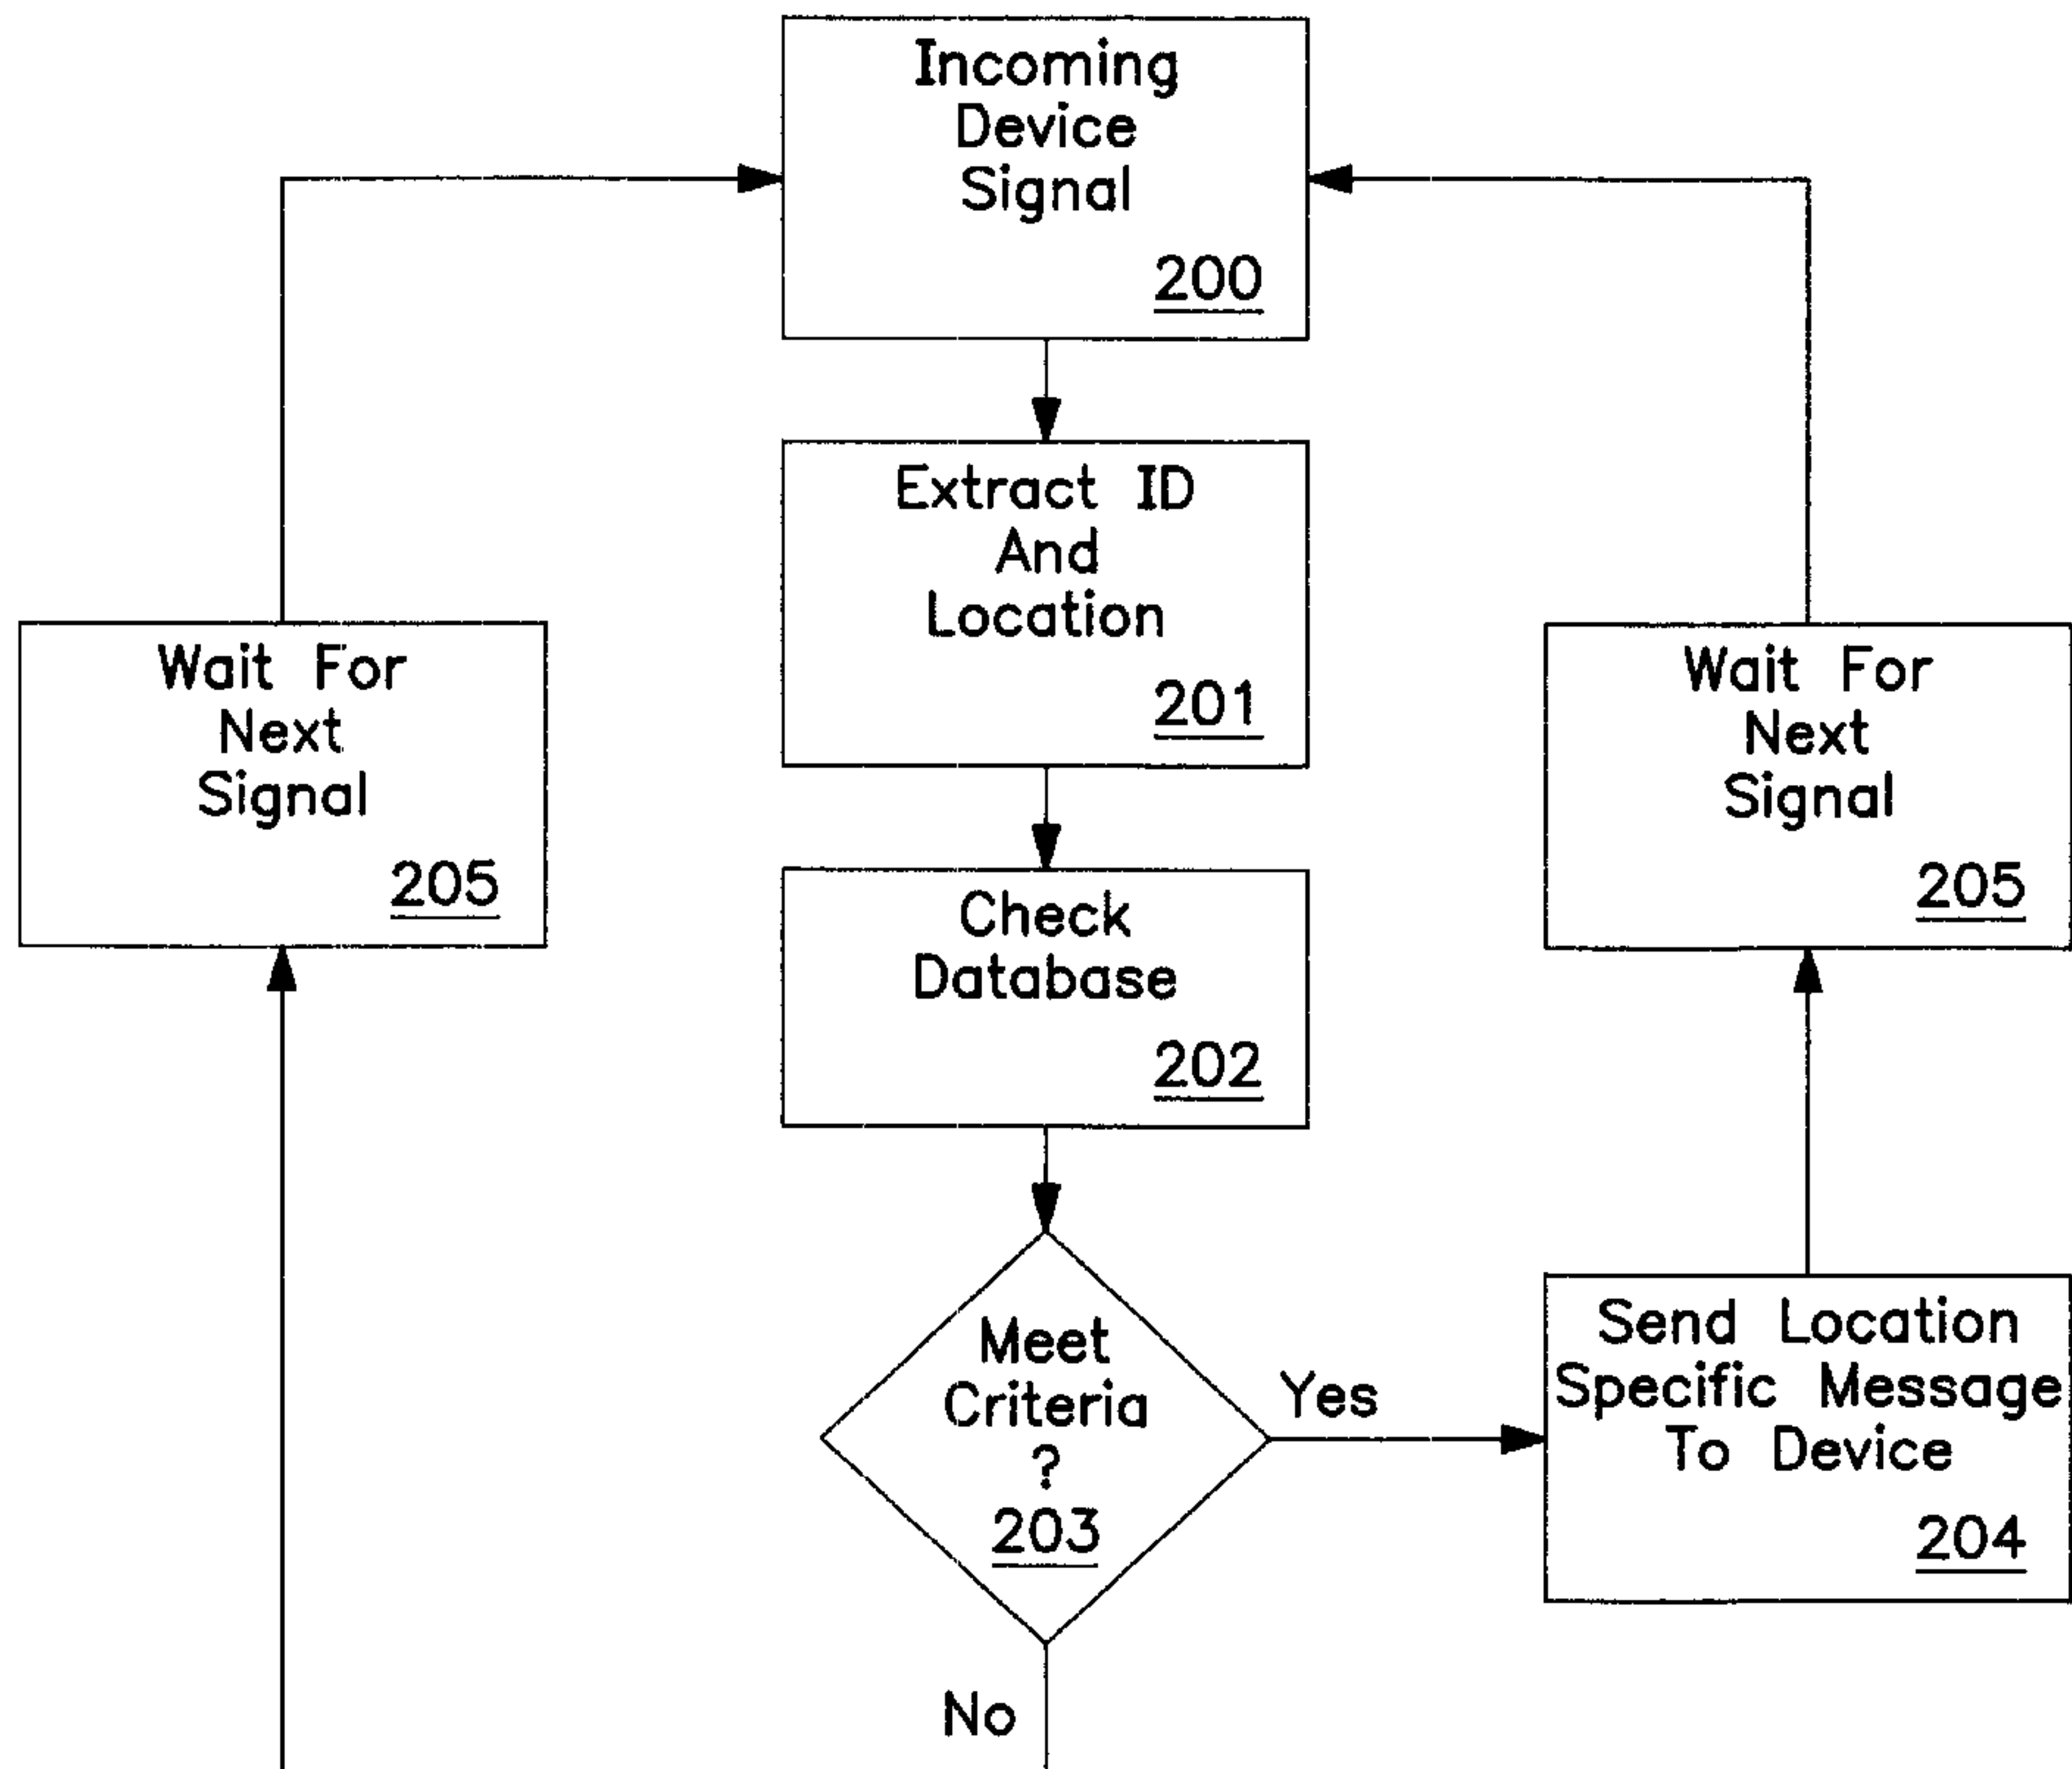 Incoming
Device
Signal
200
Extract ID
And
Location
201
Wait For
Next
Signal
205
Wait For
Next
Signal
205
Check
Database
202
Meet
Criteria
?
203
Yes
Send Location
Specific Message
To Device
204
No